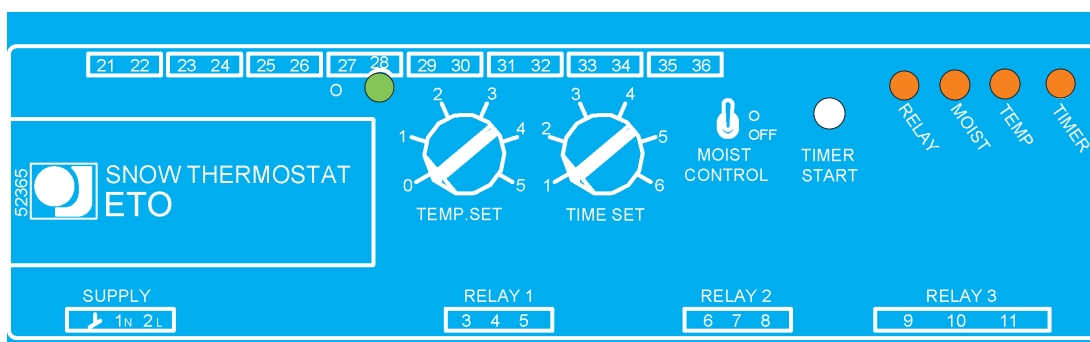 21 22 23 24 25 26 27 28 29 30 31 32 33 34 35 36
O
0 1 2 3 4 5
TEMP.SET
1 2 3 4 5 6
TIME SET
O
OFF
MOIST
CONTROL
TIMER
START
RELAY
MOIST
TEMP
TIMER
52365
SNOW THERMOSTAT
ETO
SUPPLY
1N 2L
RELAY 1
3 4 5
RELAY 2
6 7 8
RELAY 3
9 10 11